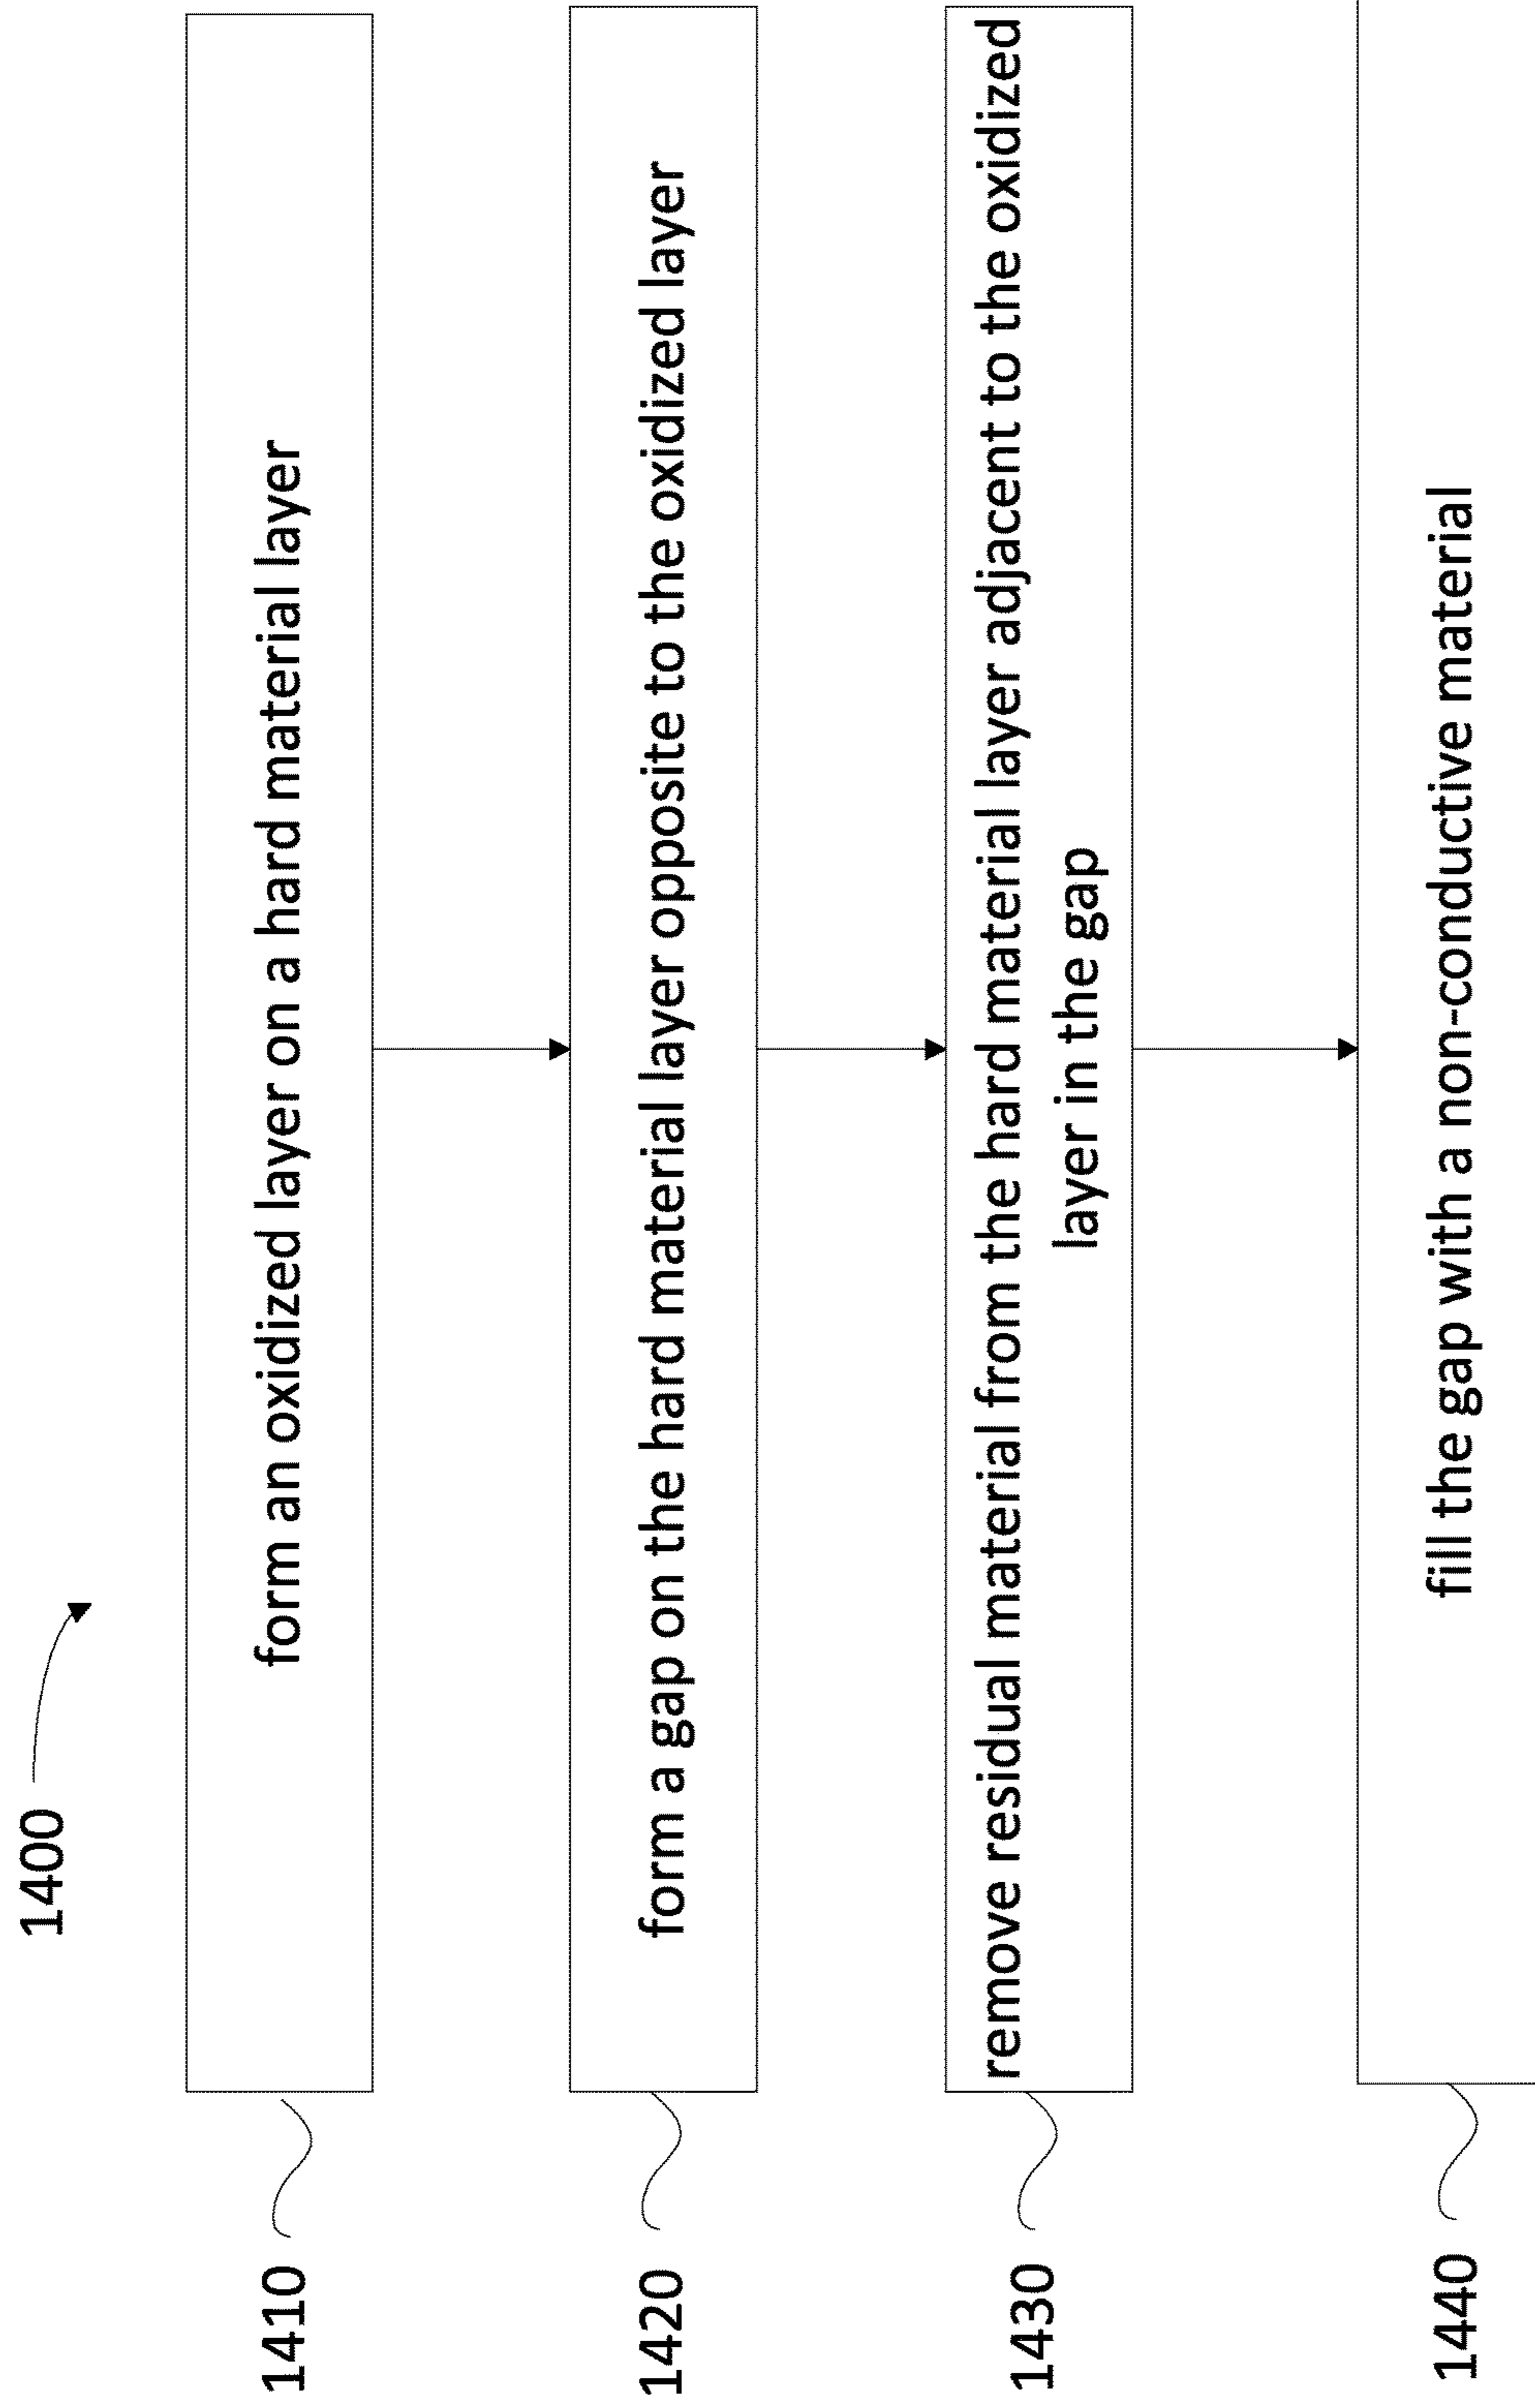 1400
1410
form an oxidized layer on a hard material layer
1420
form a gap on the hard material layer opposite to the oxidized layer
1430
remove residual material from the hard material layer adjacent to the oxidized
layer in the gap
1440
fill the gap with a non-conductive material